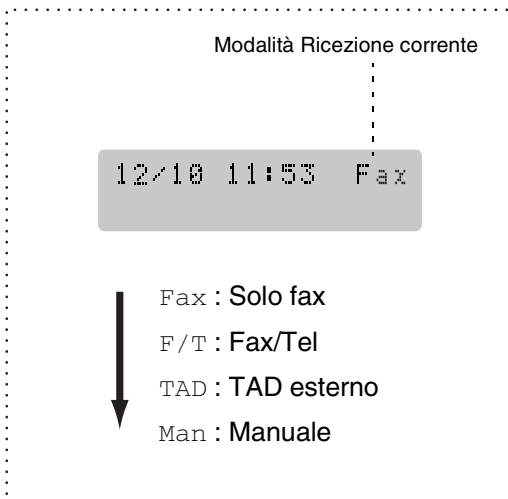 Modalità Ricezione corrente
12/10 11:53 Fax
Fax : Solo fax
F/T : Fax/Tel
TAD : TAD esterno
Man : Manuale